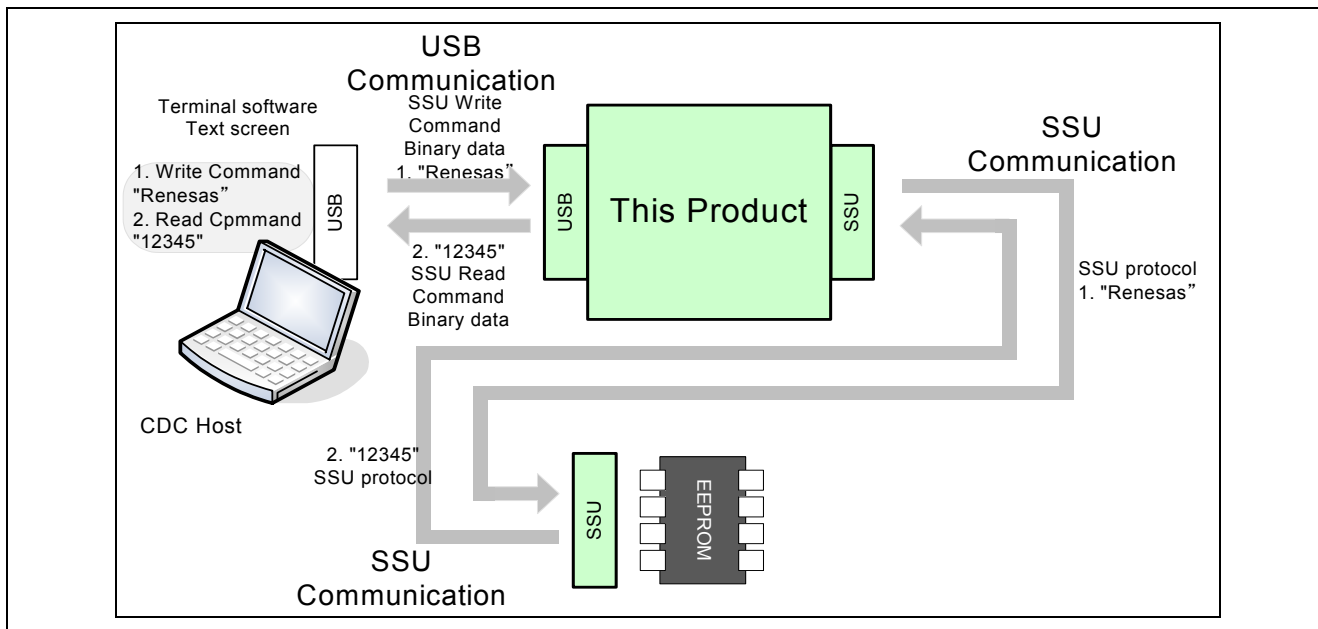 USB
Communication
Terminal software
Text screen
1. Write Command
"Renesas”
2. Read Cpmmand
"12345"
USB
CDC Host
SSU Write
Command
Binary data
1. "Renesas”
2. "12345"
SSU Read
Command
Binary data
USB
This Product
SSU
SSU
Communication
SSU protocol
1. "Renesas”
2. "12345"
SSU protocol
SSU
Communication
SSU
EEPROM